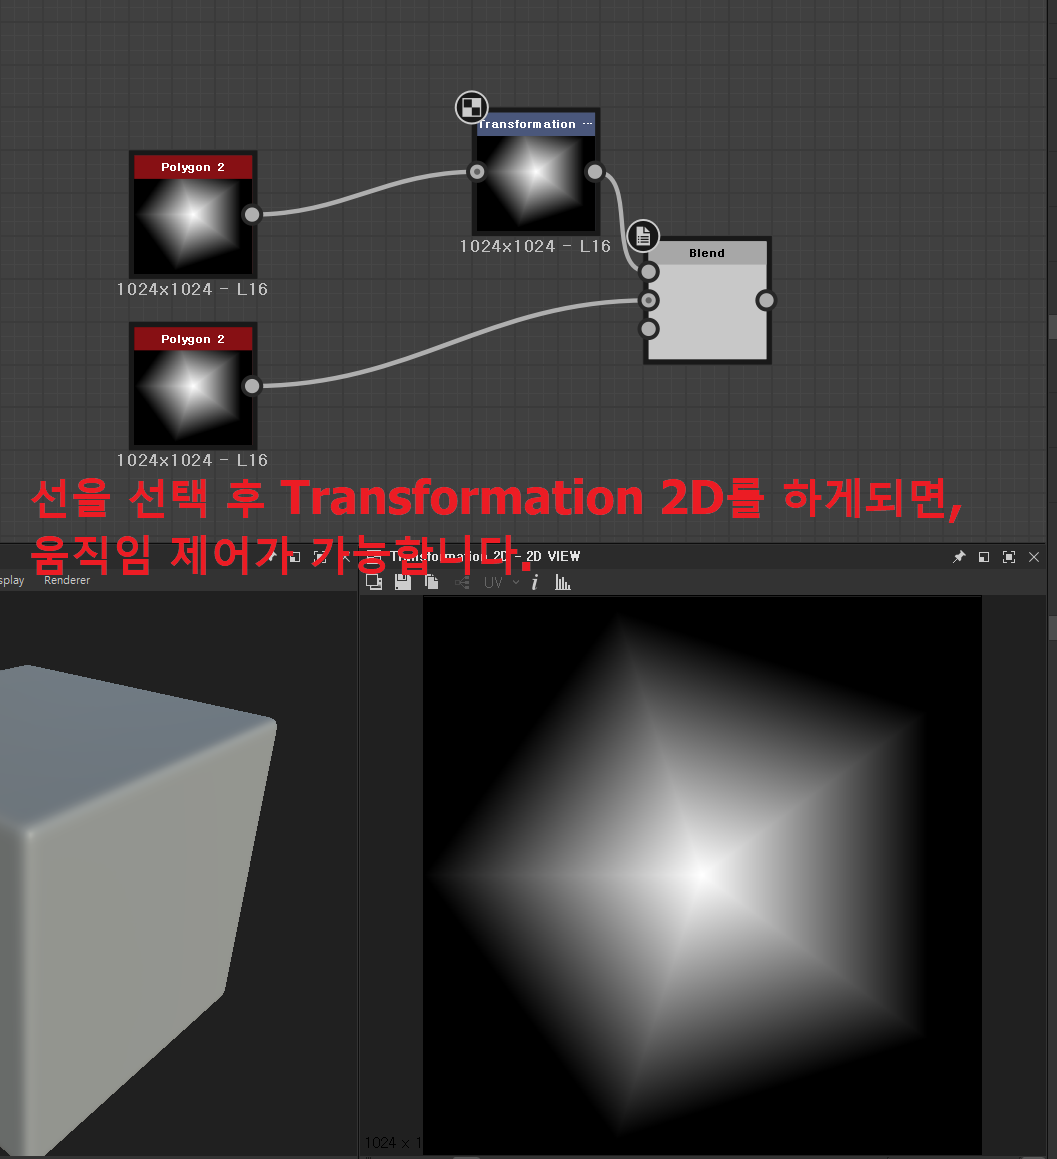 Transformation ...
Polygon 2
1024x1024 - L16
Blend
1024x1024 - L16
Polygon 2
1024x1024 - L16
선을 선택 후 Transformation 2D를 하게되면,
움직임 제어가 가능합니다.
Transformation 2D - 2D VIEW
splay Renderer
UV
1024 x 1